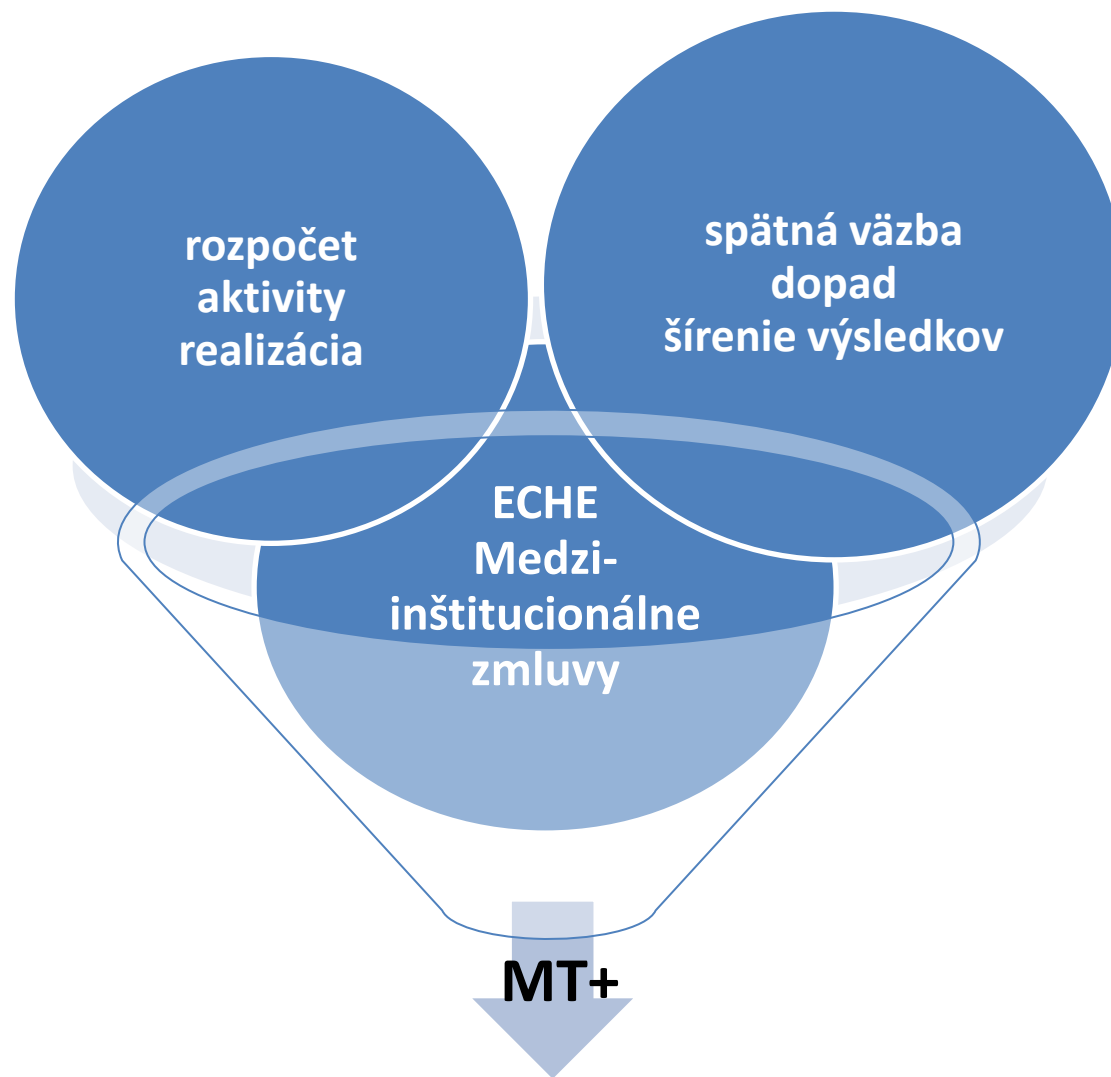 rozpočet
aktivity
realizácia
spätná väzba
dopad
šírenie výsledkov
ECHE
Medzi-
inštitucionálne
zmluvy
MT+